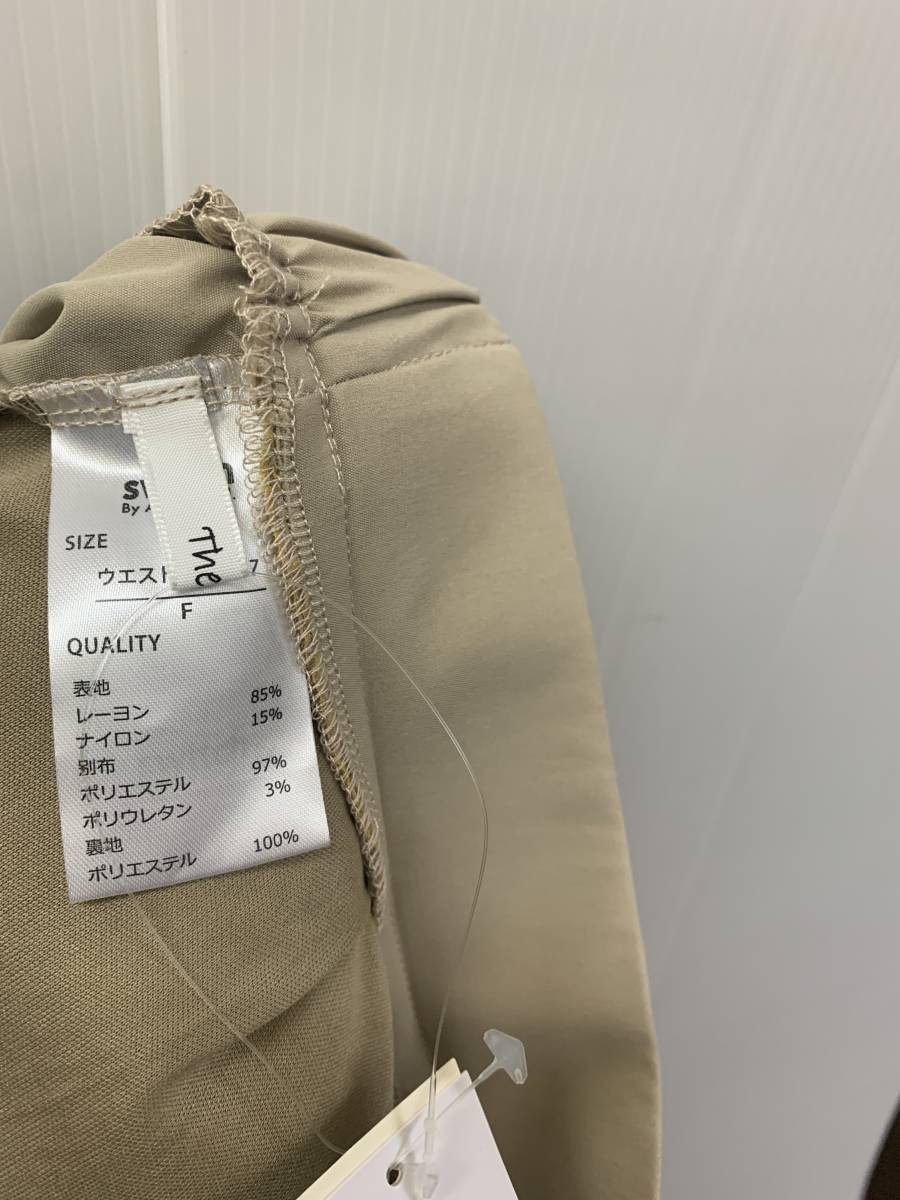 By
The
SIZE
ウエスト 7
F
QUALITY
表地
レーヨン 85%
ナイロン 15%
別布
ポリエステル 97%
ポリウレタン 3%
裏地
ポリエステル 100%